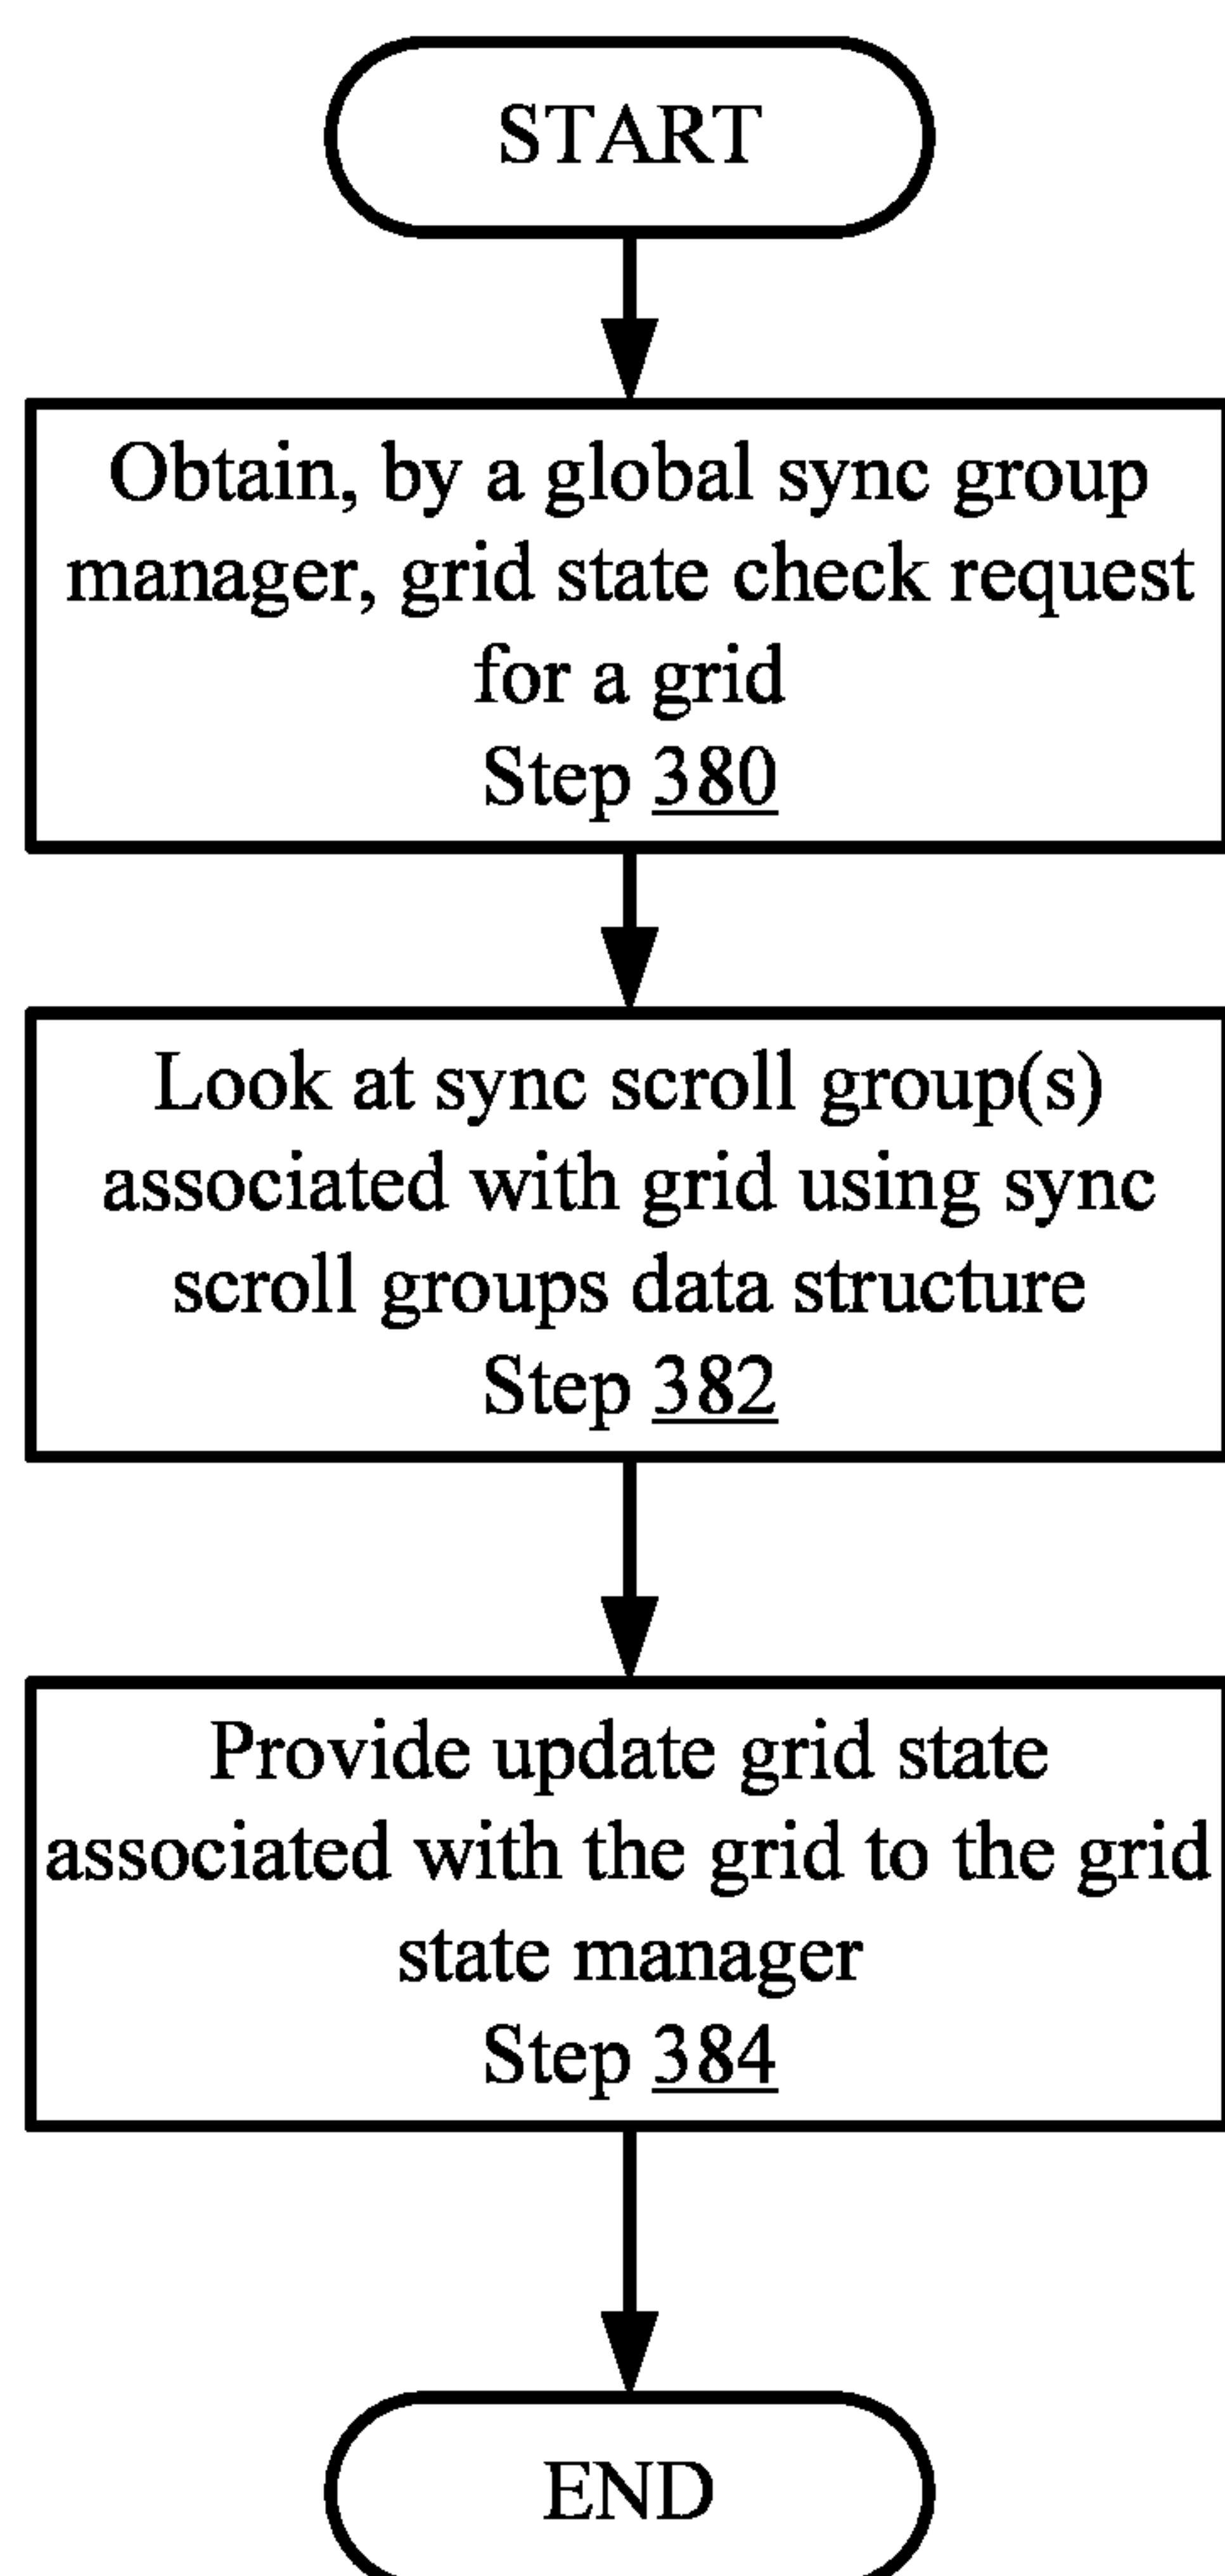 START
Obtain, by a global sync group
manager, grid state check request
for a grid
Step 380
Look at sync scroll group(s)
associated with grid using sync
scroll groups data structure
Step 382
Provide update grid state
associated with the grid to the grid
state manager
Step 384
END